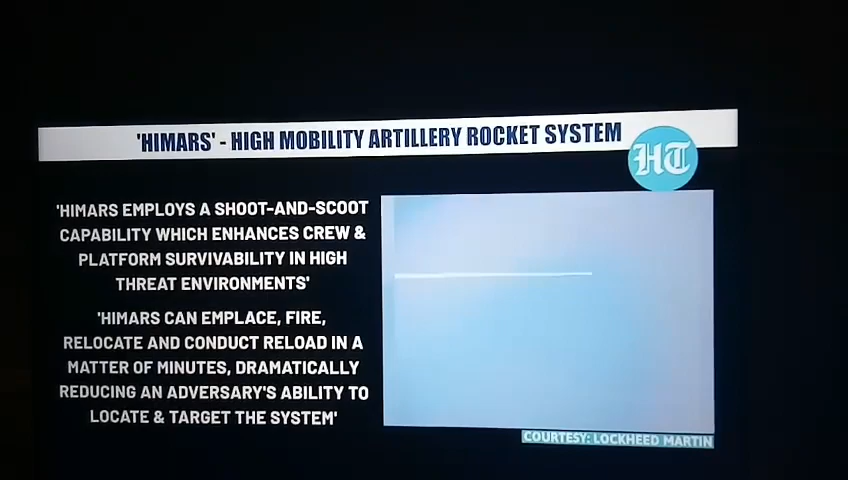 'HIMARS' - HIGH MOBILITY ARTILLERY ROCKET SYSTEM
HT
'HIMARS EMPLOYS A SHOOT-AND-SCOOT
CAPABILITY WHICH ENHANCES CREW &
PLATFORM SURVIVABILITY IN HIGH
THREAT ENVIRONMENTS'
'HIMARS CAN EMPLACE, FIRE,
RELOCATE AND CONDUCT RELOAD IN A
MATTER OF MINUTES, DRAMATICALLY
REDUCING AN ADVERSARY'S ABILITY TO
LOCATE & TARGET THE SYSTEM'
COURTESY: LOCKHEED MARTIN